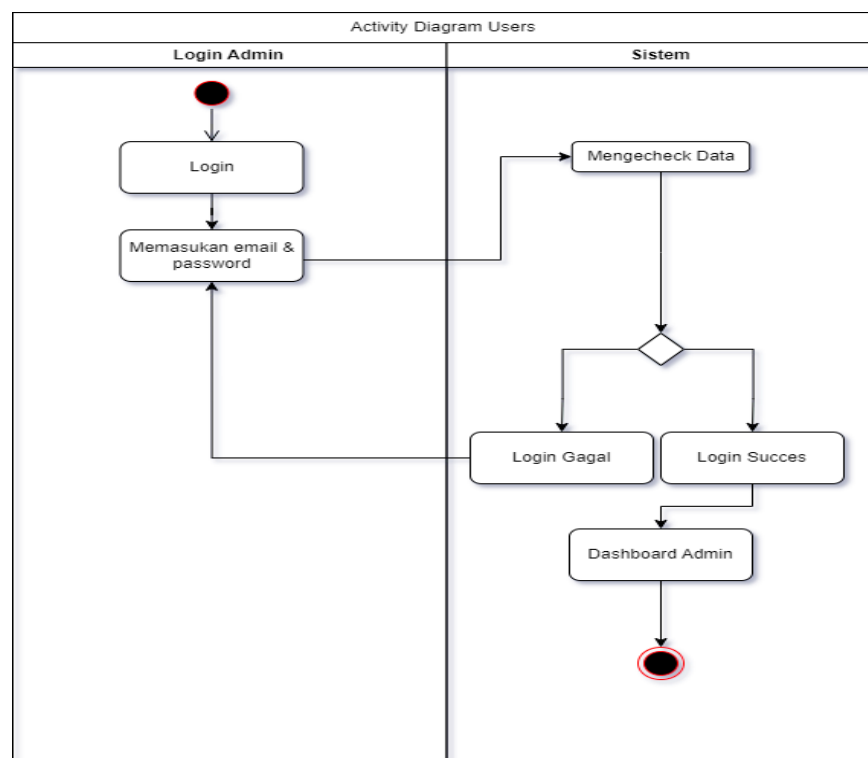 Activity Diagram Users
Login Admin
Sistem
Login
Mengecheck Data
Memasukan email &
password
Login Gagal
Login Succes
Dashboard Admin